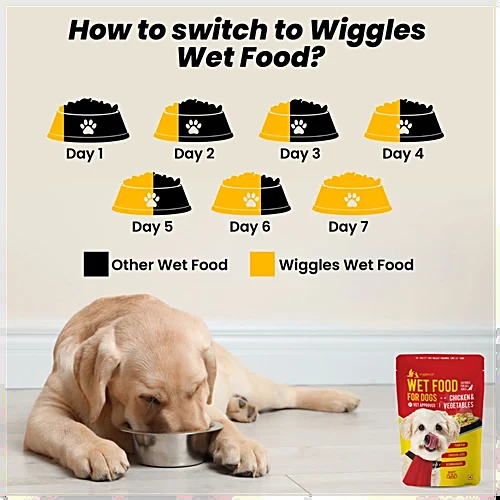 How to switch to Wiggles
Wet Food?
Day 1
Day 2
Day 3
Day 4
Day 5
Day 6
Day 7
Other Wet Food
Wiggles Wet Food
WET FOOD
FOR DOGS
VET APPROVED
CHICKEN &
VEGETABLES